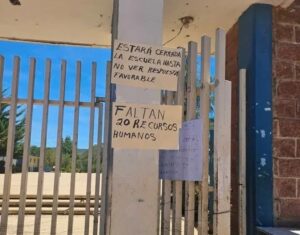 ESTARÁ CERRADA
LA ESCUELA HASTA
NO VER RESPUESTA
FAVORABLE
FALTAN
20 RECURSOS
HUMANOS